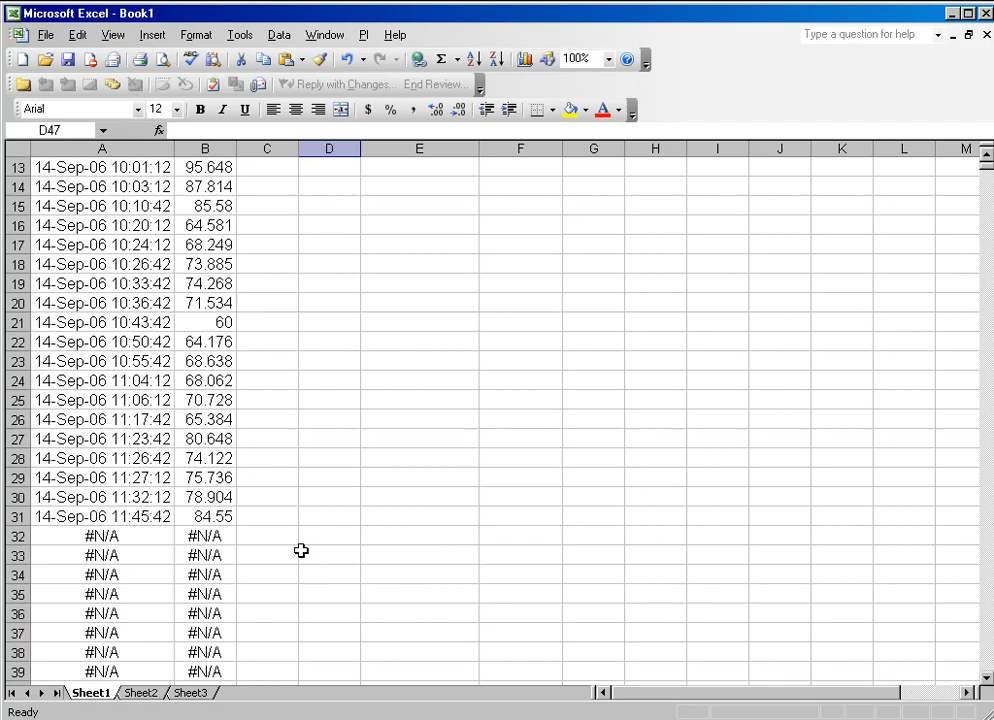 Microsoft Excel - Book1
File Edit View Insert Format Tools Data Window PI Help Type a question for help
Σ 100%
Reply with Changes... End Review...
Arial 12 B I U $ % ,
D47 fx
A B C D E F G H I J K L M
13 14-Sep-06 10:01:12 95.648
14 14-Sep-06 10:03:12 87.814
15 14-Sep-06 10:10:42 85.58
16 14-Sep-06 10:20:12 64.581
17 14-Sep-06 10:24:12 68.249
18 14-Sep-06 10:26:42 73.885
19 14-Sep-06 10:33:42 74.268
20 14-Sep-06 10:36:42 71.534
21 14-Sep-06 10:43:42 60
22 14-Sep-06 10:50:42 64.176
23 14-Sep-06 10:55:42 68.638
24 14-Sep-06 11:04:12 68.062
25 14-Sep-06 11:06:12 70.728
26 14-Sep-06 11:17:42 65.384
27 14-Sep-06 11:23:42 80.648
28 14-Sep-06 11:26:42 74.122
29 14-Sep-06 11:27:12 75.736
30 14-Sep-06 11:32:12 78.904
31 14-Sep-06 11:45:42 84.55
32 #N/A #N/A
33 #N/A #N/A
34 #N/A #N/A
35 #N/A #N/A
36 #N/A #N/A
37 #N/A #N/A
38 #N/A #N/A
39 #N/A #N/A
Sheet1 Sheet2 Sheet3
Ready